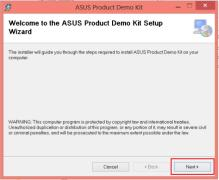 ASUS Product Demo Kit
Welcome to the ASUS Product Demo Kit Setup
Wizard
The installer will guide you through the steps required to install ASUS Product Demo Kit on your
computer.
WARNING: This computer program is protected by copyright law and international treaties.
Unauthorized duplication or distribution of this program, or any portion of it, may result in severe civil
or criminal penalties, and will be prosecuted to the maximum extent possible under the law.
Cancel
< Back
Next >